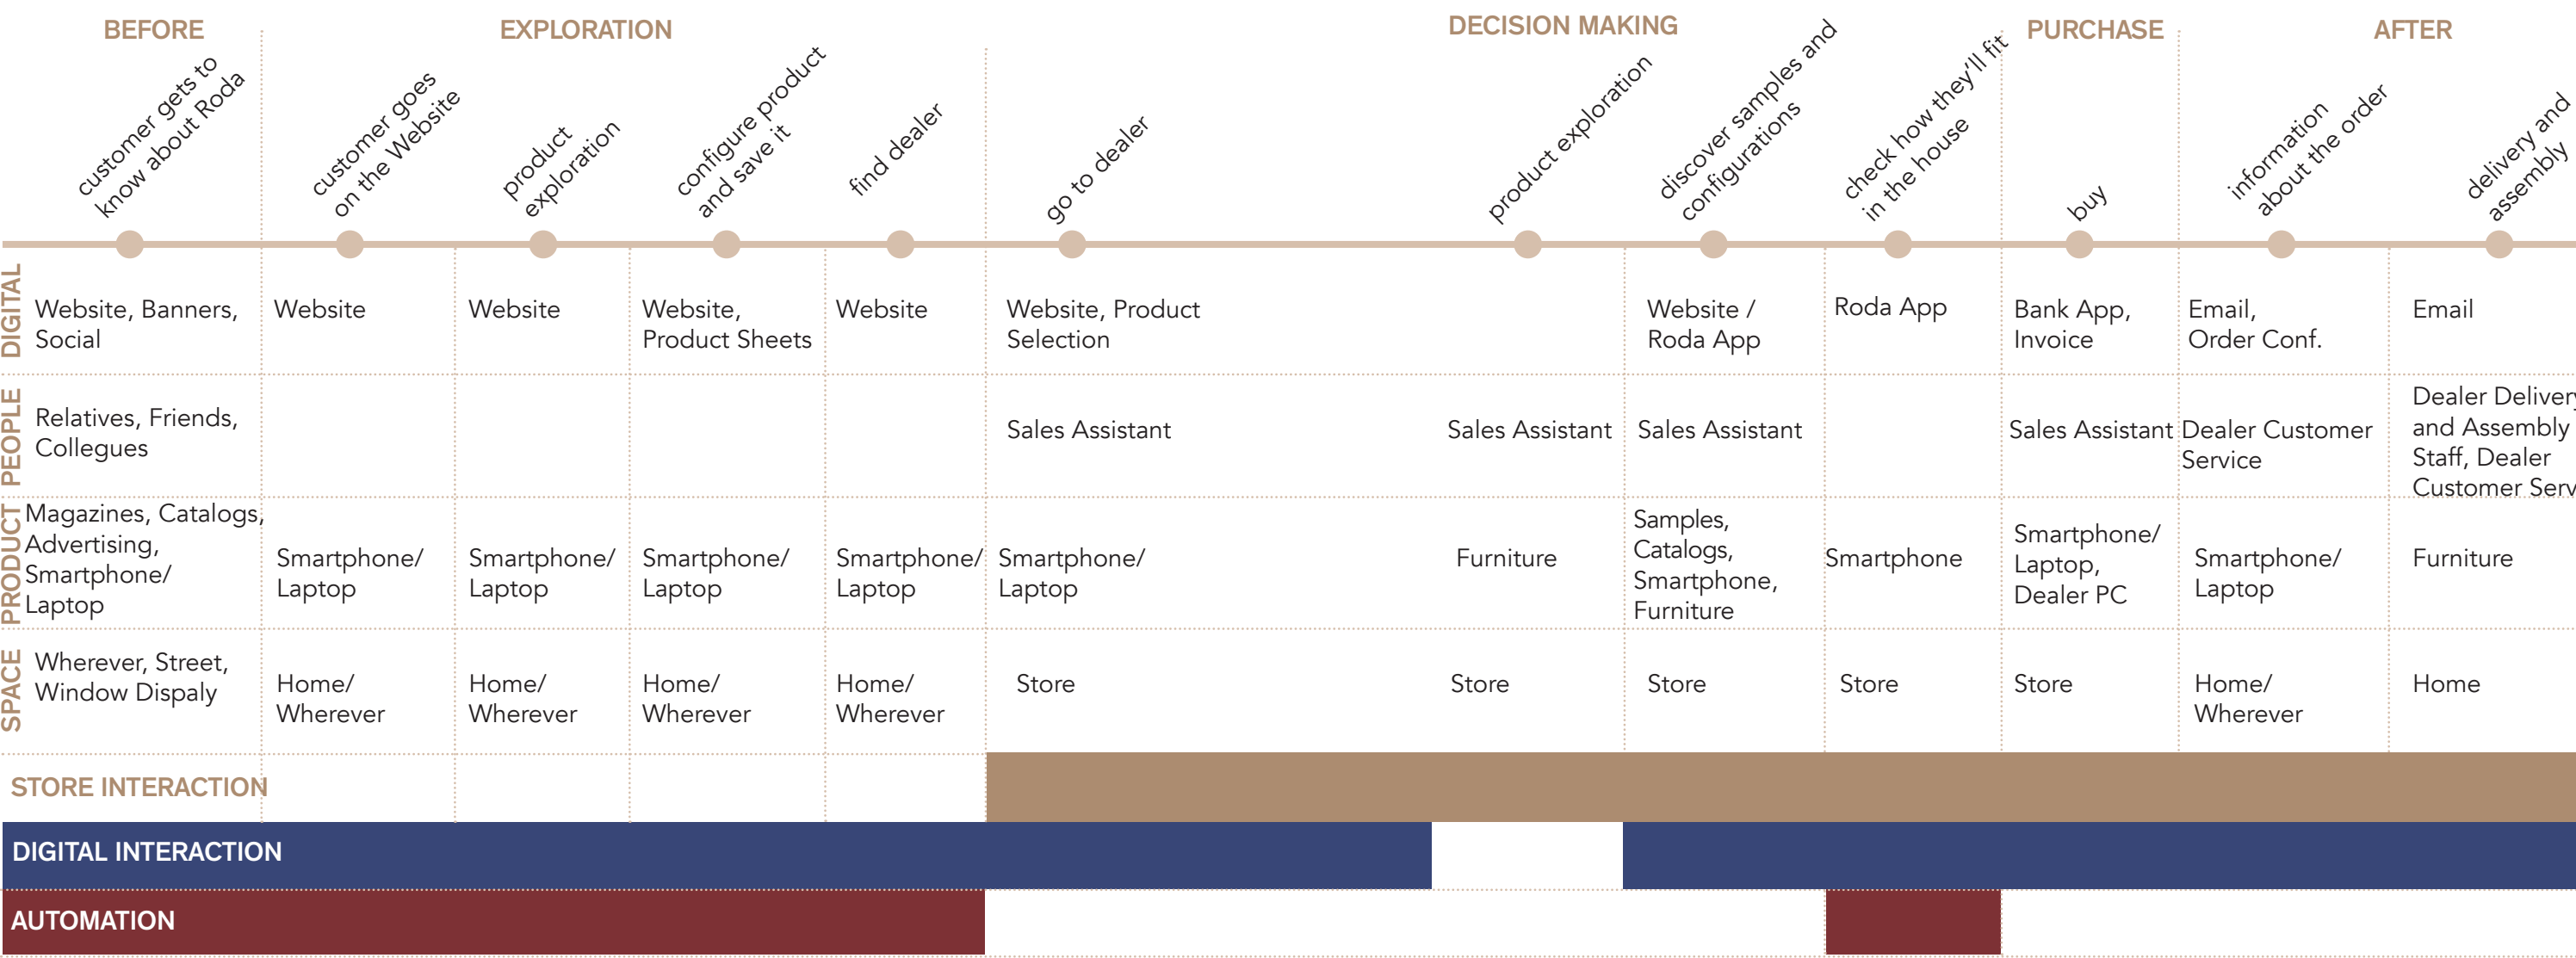 BEFORE
EXPLORATION
DECISION MAKING
PURCHASE
AFTER
customer gets to
know about Roda
customer goes
on the Website
product
exploration
configure product
and save it
find dealer
go to dealer
product exploration
discover samples and
configurations
check how they'll fit
in the house
buy
information
about the order
delivery and
assembly
DIGITAL
Website, Banners,
Social
Website
Website
Website,
Product Sheets
Website
Website, Product
Selection
Website /
Roda App
Roda App
Bank App,
Invoice
Email,
Order Conf.
Email
PEOPLE
Relatives, Friends,
Collegues
Sales Assistant
Sales Assistant
Sales Assistant
Sales Assistant
Dealer Customer
Service
Dealer Delivery
and Assembly
Staff, Dealer
Customer Serv
PRODUCT
Magazines, Catalogs,
Advertising,
Smartphone/
Laptop
Smartphone/
Laptop
Smartphone/
Laptop
Smartphone/
Laptop
Smartphone/
Laptop
Smartphone/
Laptop
Furniture
Samples,
Catalogs,
Smartphone,
Furniture
Smartphone
Smartphone/
Laptop,
Dealer PC
Smartphone/
Laptop
Furniture
SPACE
Wherever, Street,
Window Dispaly
Home/
Wherever
Home/
Wherever
Home/
Wherever
Home/
Wherever
Store
Store
Store
Store
Store
Home/
Wherever
Home
STORE INTERACTION
DIGITAL INTERACTION
AUTOMATION